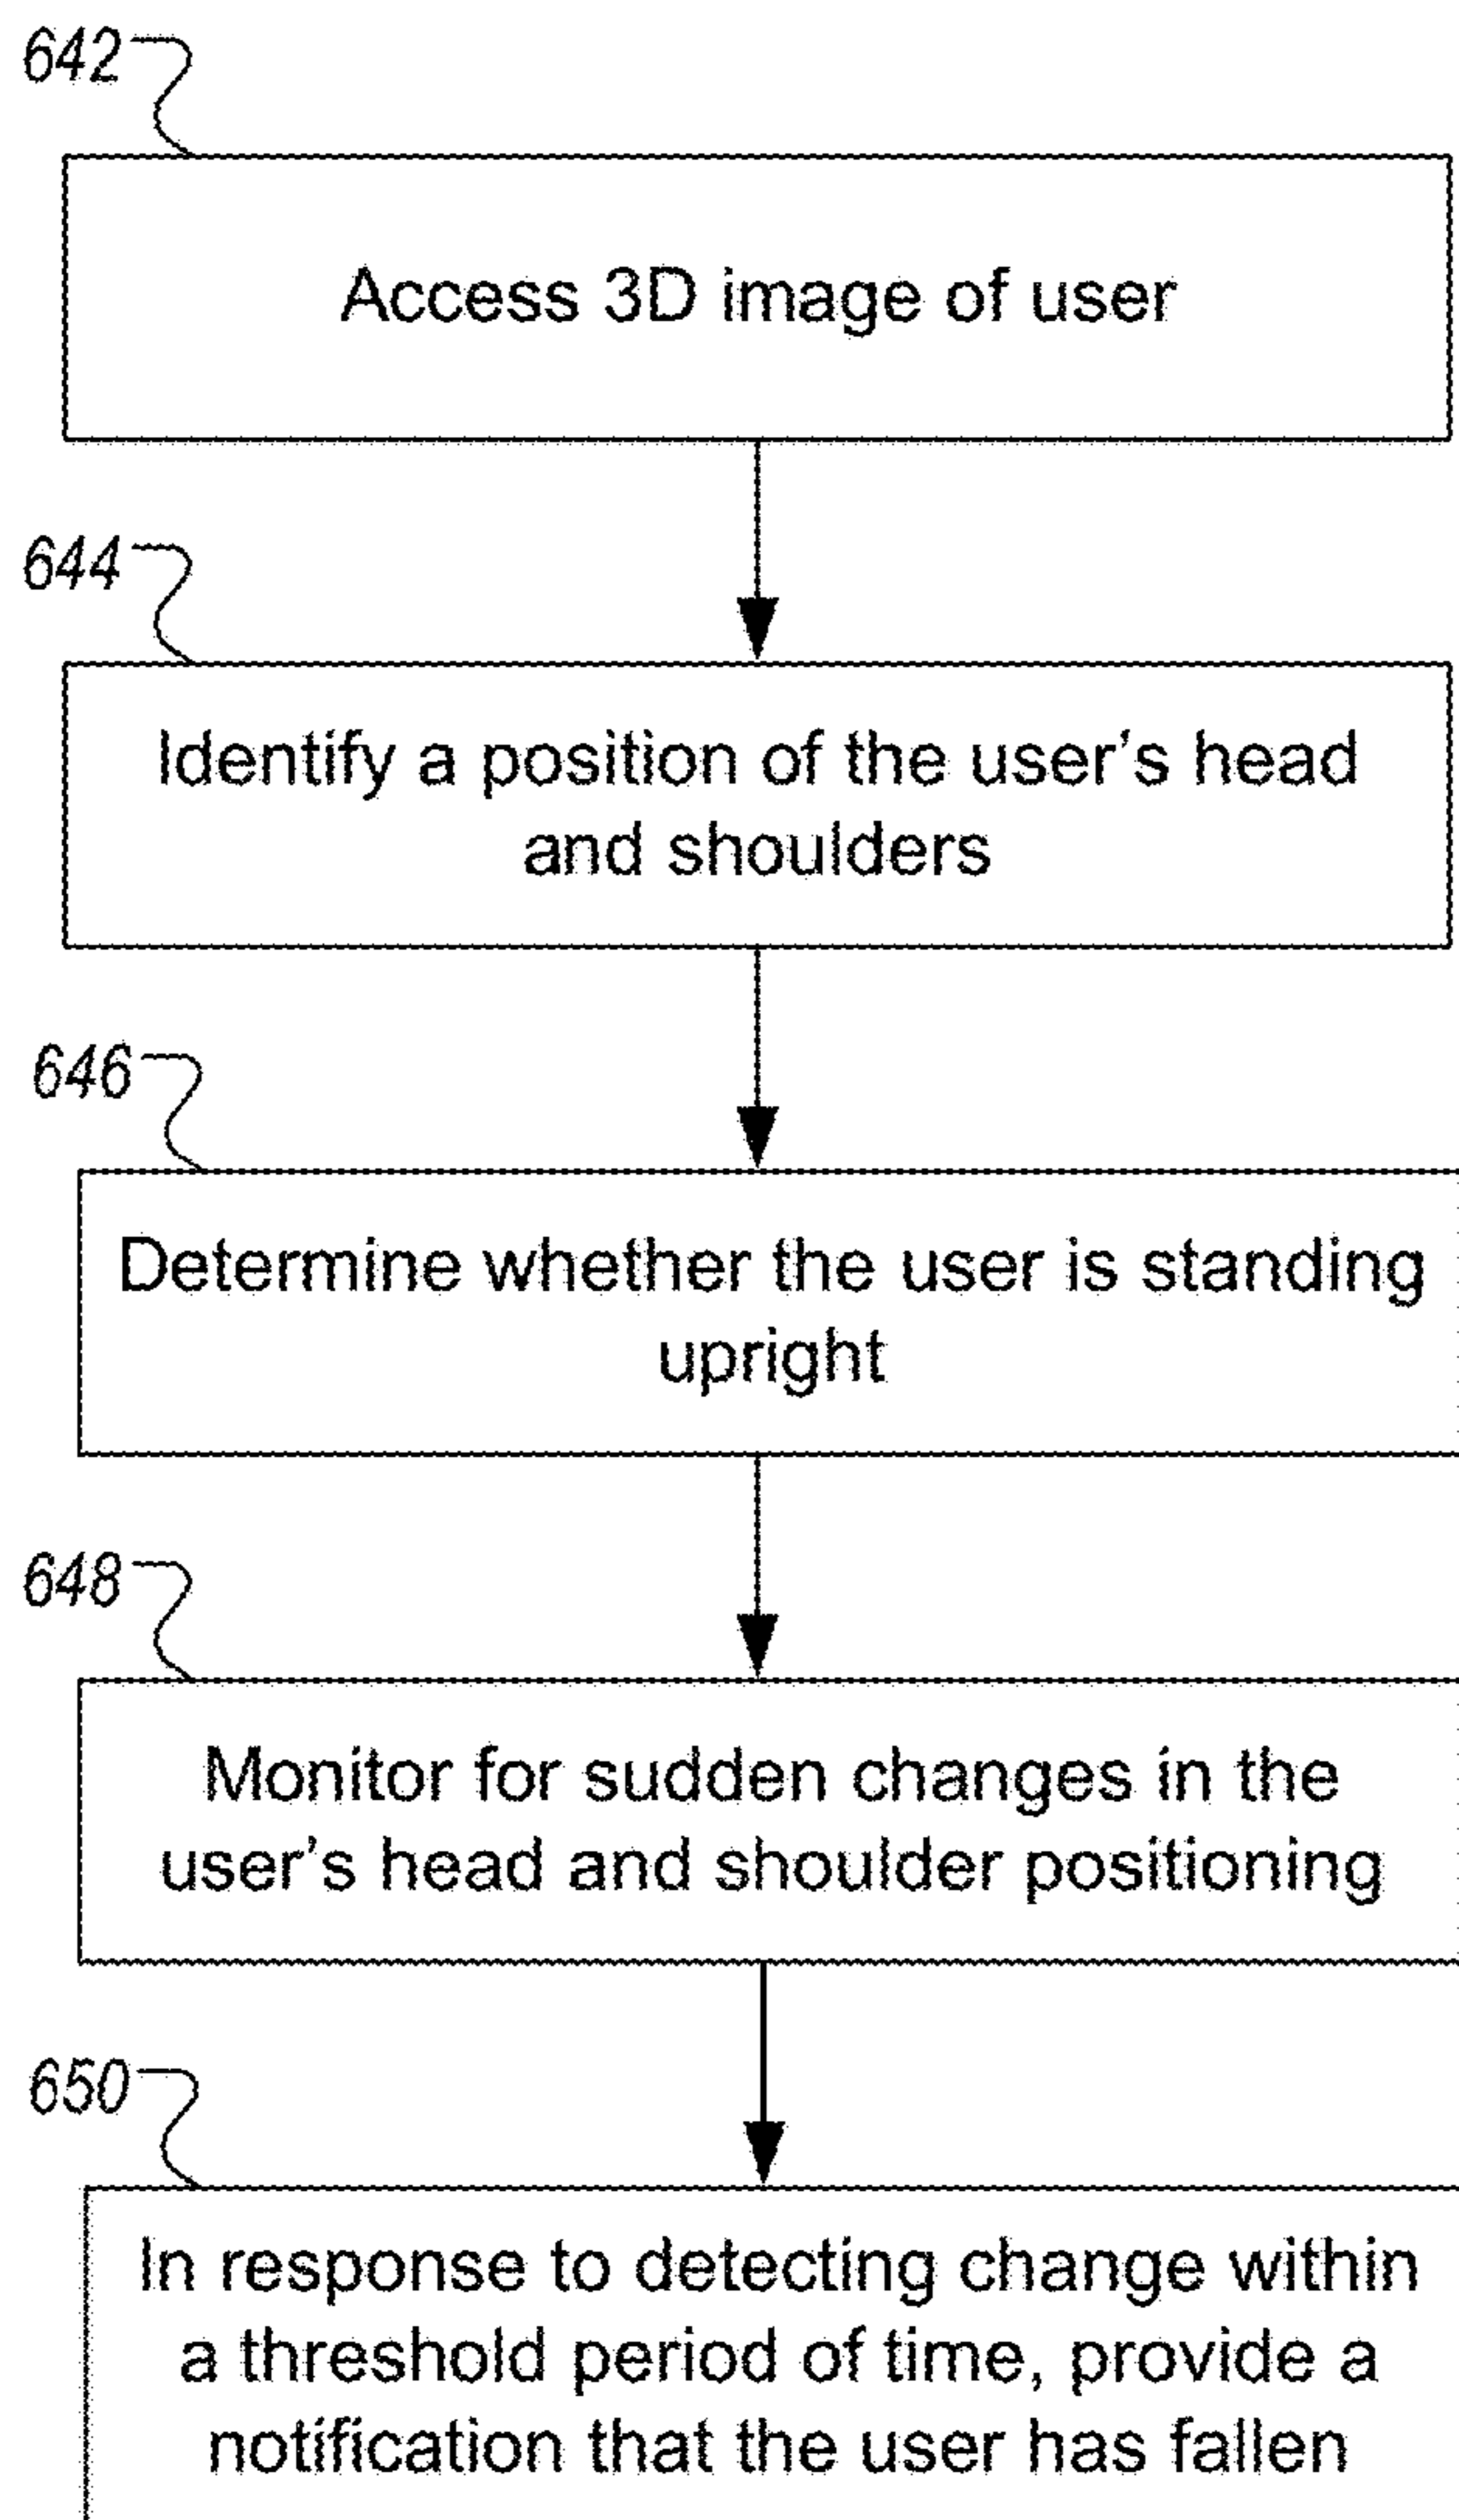 642
Access 3D image of user
644
Identify a position of the user's head
and shoulders
646
Determine whether the user is standing
upright
648
Monitor for sudden changes in the
user's head and shoulder positioning
650
In response to detecting change within
a threshold period of time, provide a
notification that the user has fallen